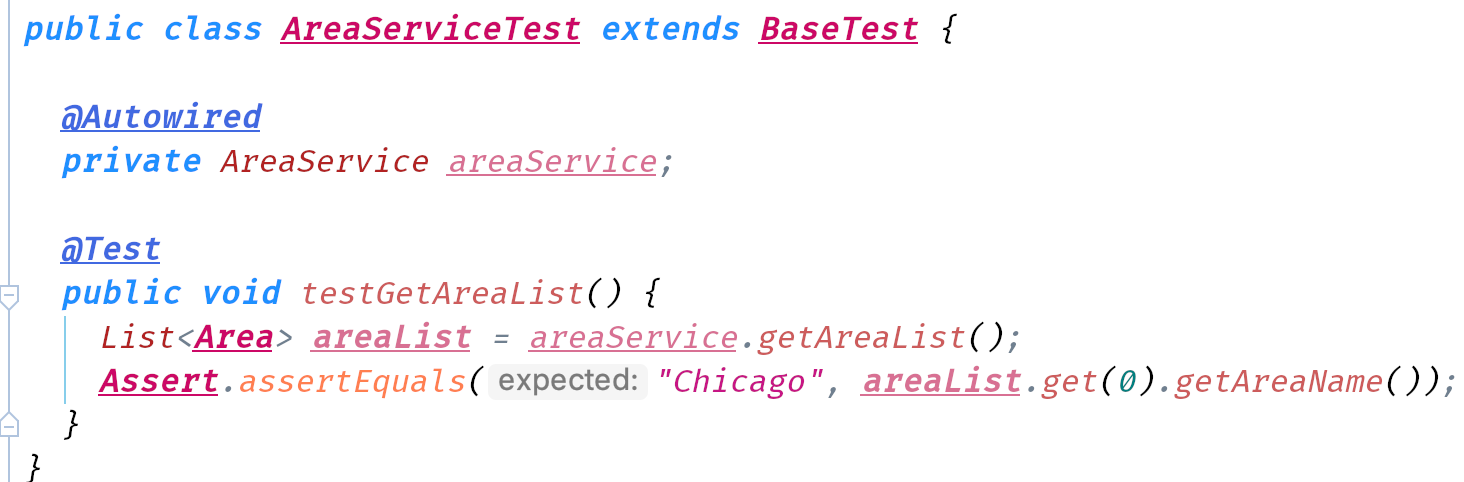 public class AreaServiceTest extends BaseTest {
@Autowired
private AreaService areaService;
@Test
public void testGetAreaList() {
List<Area> areaList = areaService.getAreaList();
Assert.assertEquals( expected: "Chicago", areaList.get(0).getAreaName());
}
}